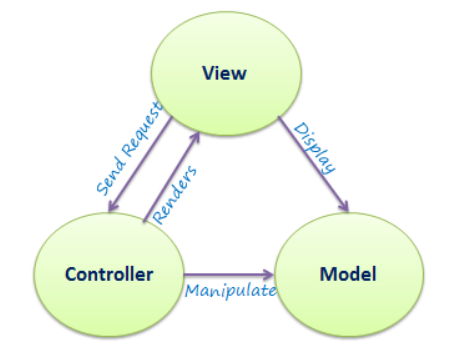 View
Send Request
Renders
Display
Controller
Manipulate
Model